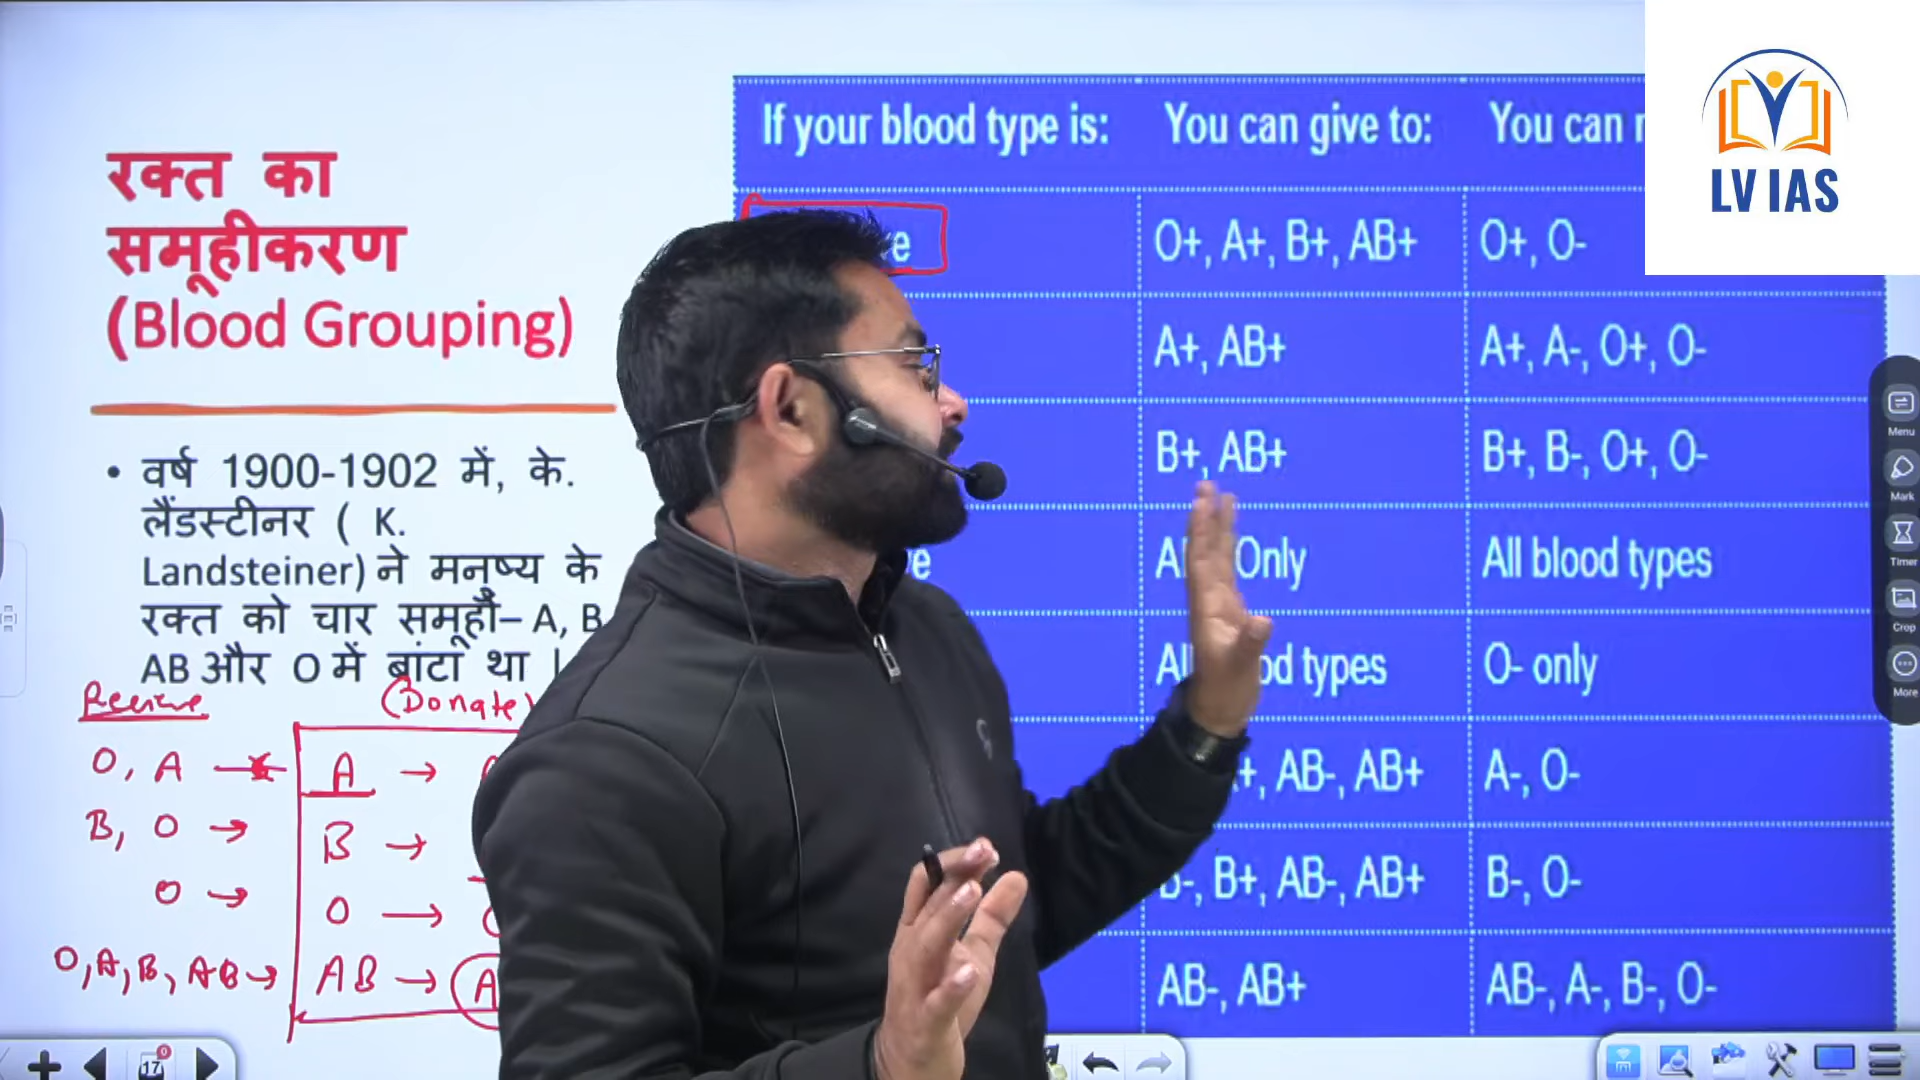 रक्त का
समूहीकरण
(Blood Grouping)
• वर्ष 1900-1902 में, के.
लैंडस्टीनर ( K.
Landsteiner) ने मनुष्य के
रक्त को चार समूहों– A, B,
AB और O में बांटा था |
Receive
(Donate)
O, A
A →
B, O →
B →
O →
O →
O, A, B, AB →
AB →
If your blood type is: You can give to: You can
O+, A+, B+, AB+ O+, O-
A+, AB+ A+, A-, O+, O-
B+, AB+ B+, B-, O+, O-
Only All blood types
types O- only
AB-, AB+ A-, O-
B-, B+, AB-, AB+ B-, O-
AB-, AB+ AB-, A-, B-, O-
LV IAS
Menu
Mark
Timer
Crop
More
17
0